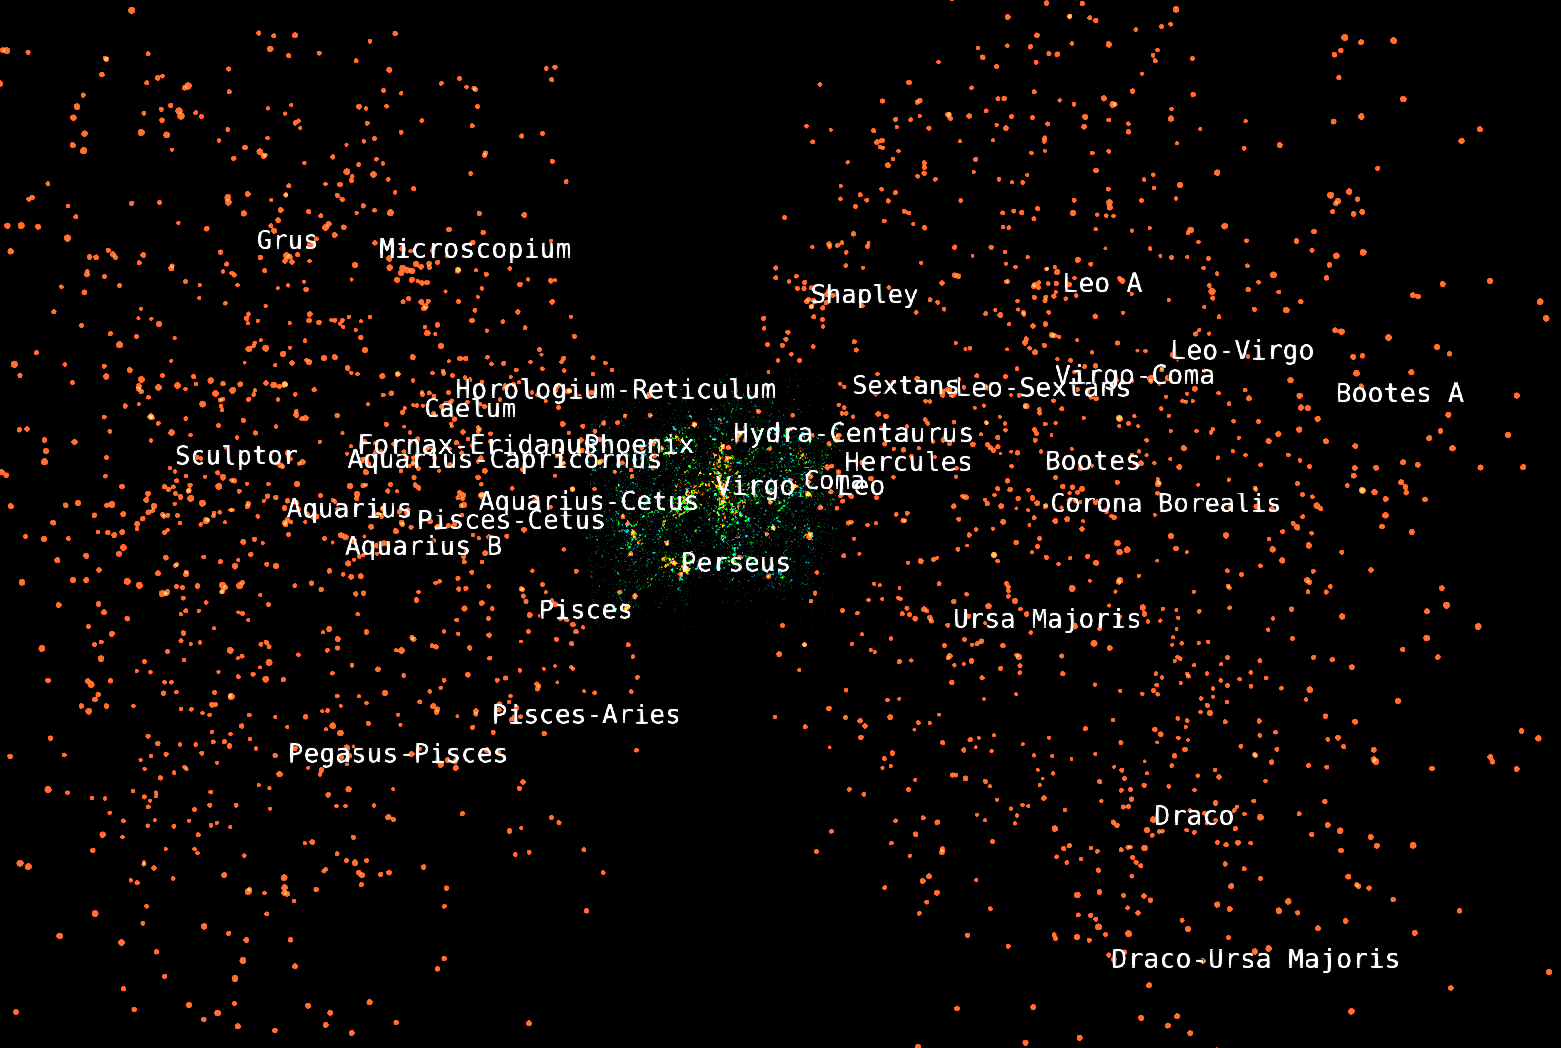 Grus
Microscopium
Leo A
Shapley
Leo-Virgo
Virgo-Coma
Sextans
Leo-Sextans
Horologium-Reticulum
Bootes A
Caelum
Hydra-Centaurus
Fornax-Eridanus
Phoenix
Sculptor
Aquarius-Capricornus
Hercules
Bootes
Coma
Virgo
Leo
Aquarius-Cetus
Corona Borealis
Aquarius
Pisces-Cetus
Aquarius B
Perseus
Pisces
Ursa Majoris
Pisces-Aries
Pegasus-Pisces
Draco
Draco-Ursa Majoris